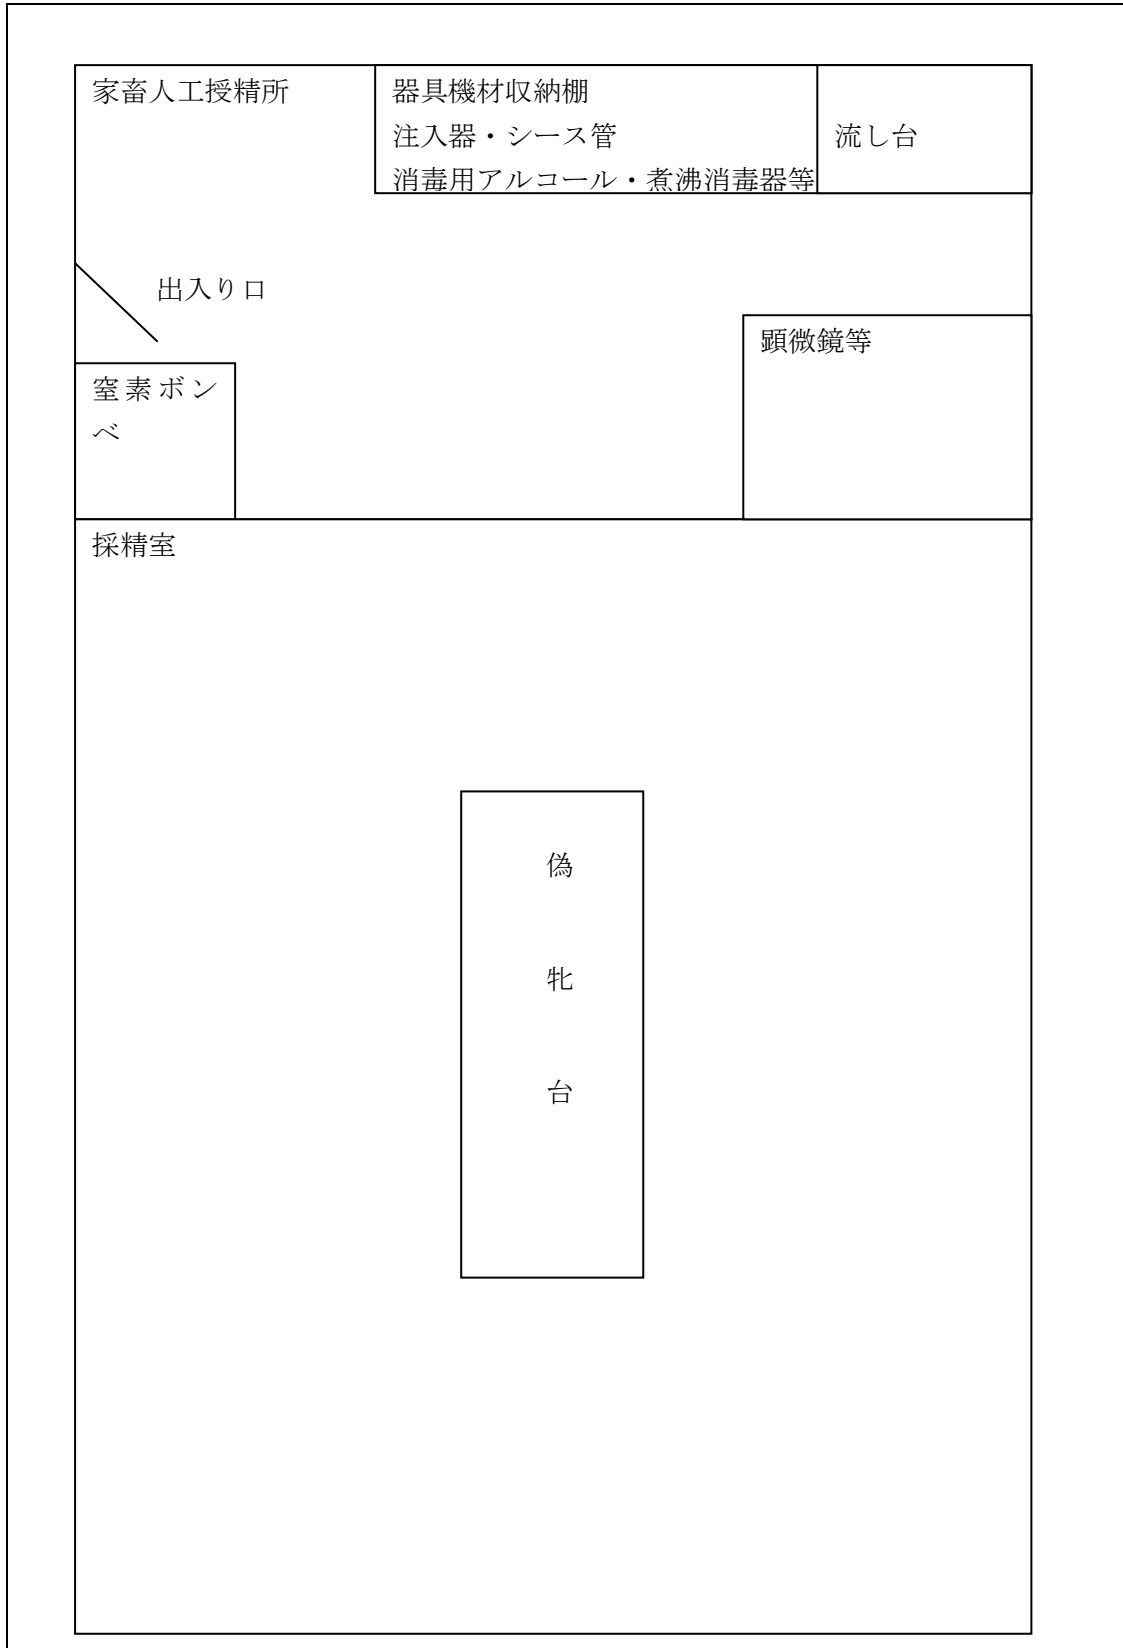 家畜人工授精所
器具機材収納棚
注入器・シース管
消毒用アルコール・煮沸消毒器等
流し台
出入り口
顕微鏡等
窒素ボン
ベ
採精室
偽
牝
台